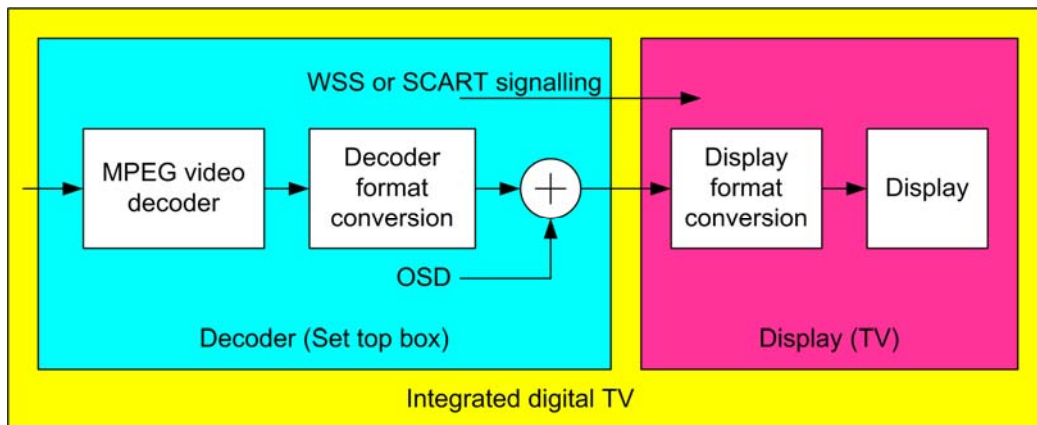 WSS or SCART signalling
MPEG video
decoder
Decoder
format
conversion
Display
format
conversion
Display
OSD
Decoder (Set top box)
Display (TV)
Integrated digital TV